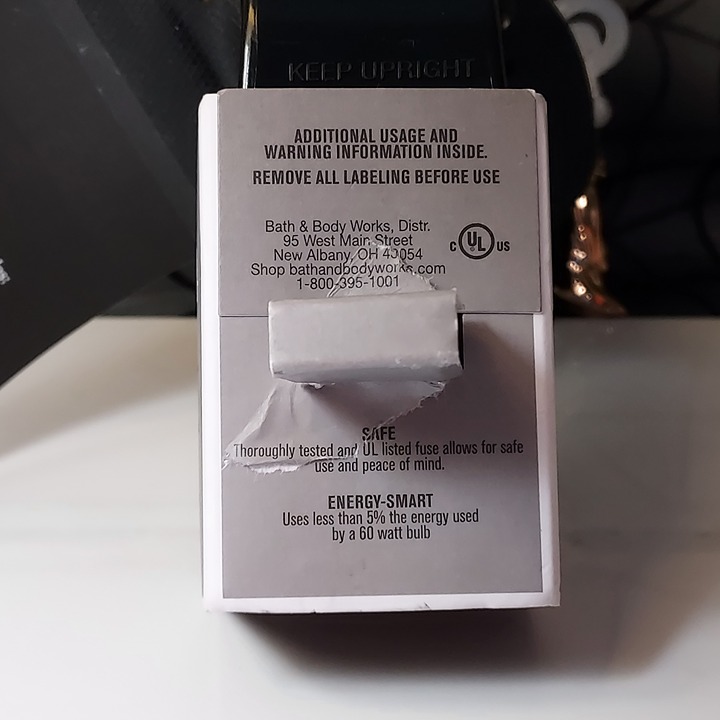 KEEP UPRIGHT
ADDITIONAL USAGE AND
WARNING INFORMATION INSIDE.
REMOVE ALL LABELING BEFORE USE
Bath & Body Works, Distr.
95 West Main Street
New Albany, OH 43054
Shop bathandbodyworks.com
1-800-395-1001
C UL US
SAFE
Thoroughly tested and UL listed fuse allows for safe
use and peace of mind.
ENERGY-SMART
Uses less than 5% the energy used
by a 60 watt bulb